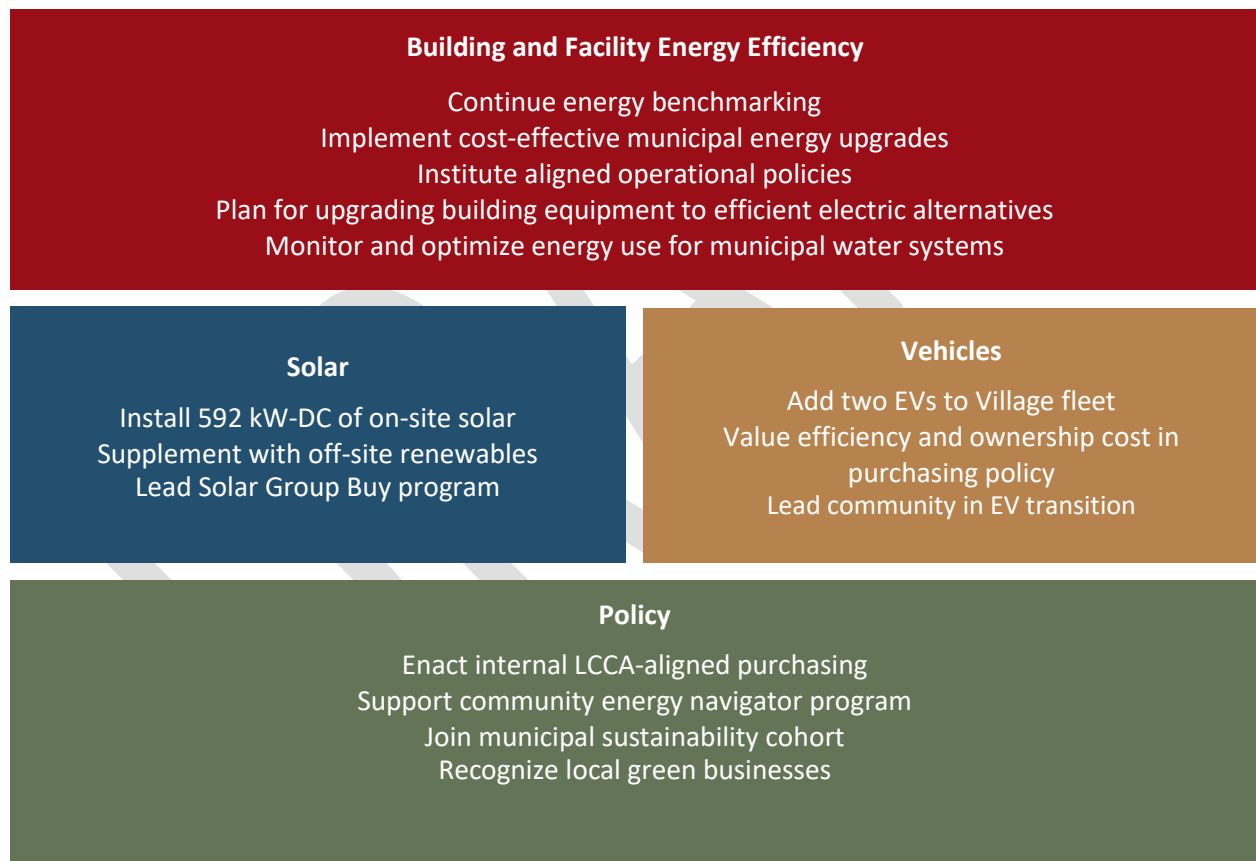 Building and Facility Energy Efficiency
Continue energy benchmarking
Implement cost-effective municipal energy upgrades
Institute aligned operational policies
Plan for upgrading building equipment to efficient electric alternatives
Monitor and optimize energy use for municipal water systems
Solar
Install 592 kW-DC of on-site solar
Supplement with off-site renewables
Lead Solar Group Buy program
Vehicles
Add two EVs to Village fleet
Value efficiency and ownership cost in
purchasing policy
Lead community in EV transition
Policy
Enact internal LCCA-aligned purchasing
Support community energy navigator program
Join municipal sustainability cohort
Recognize local green businesses